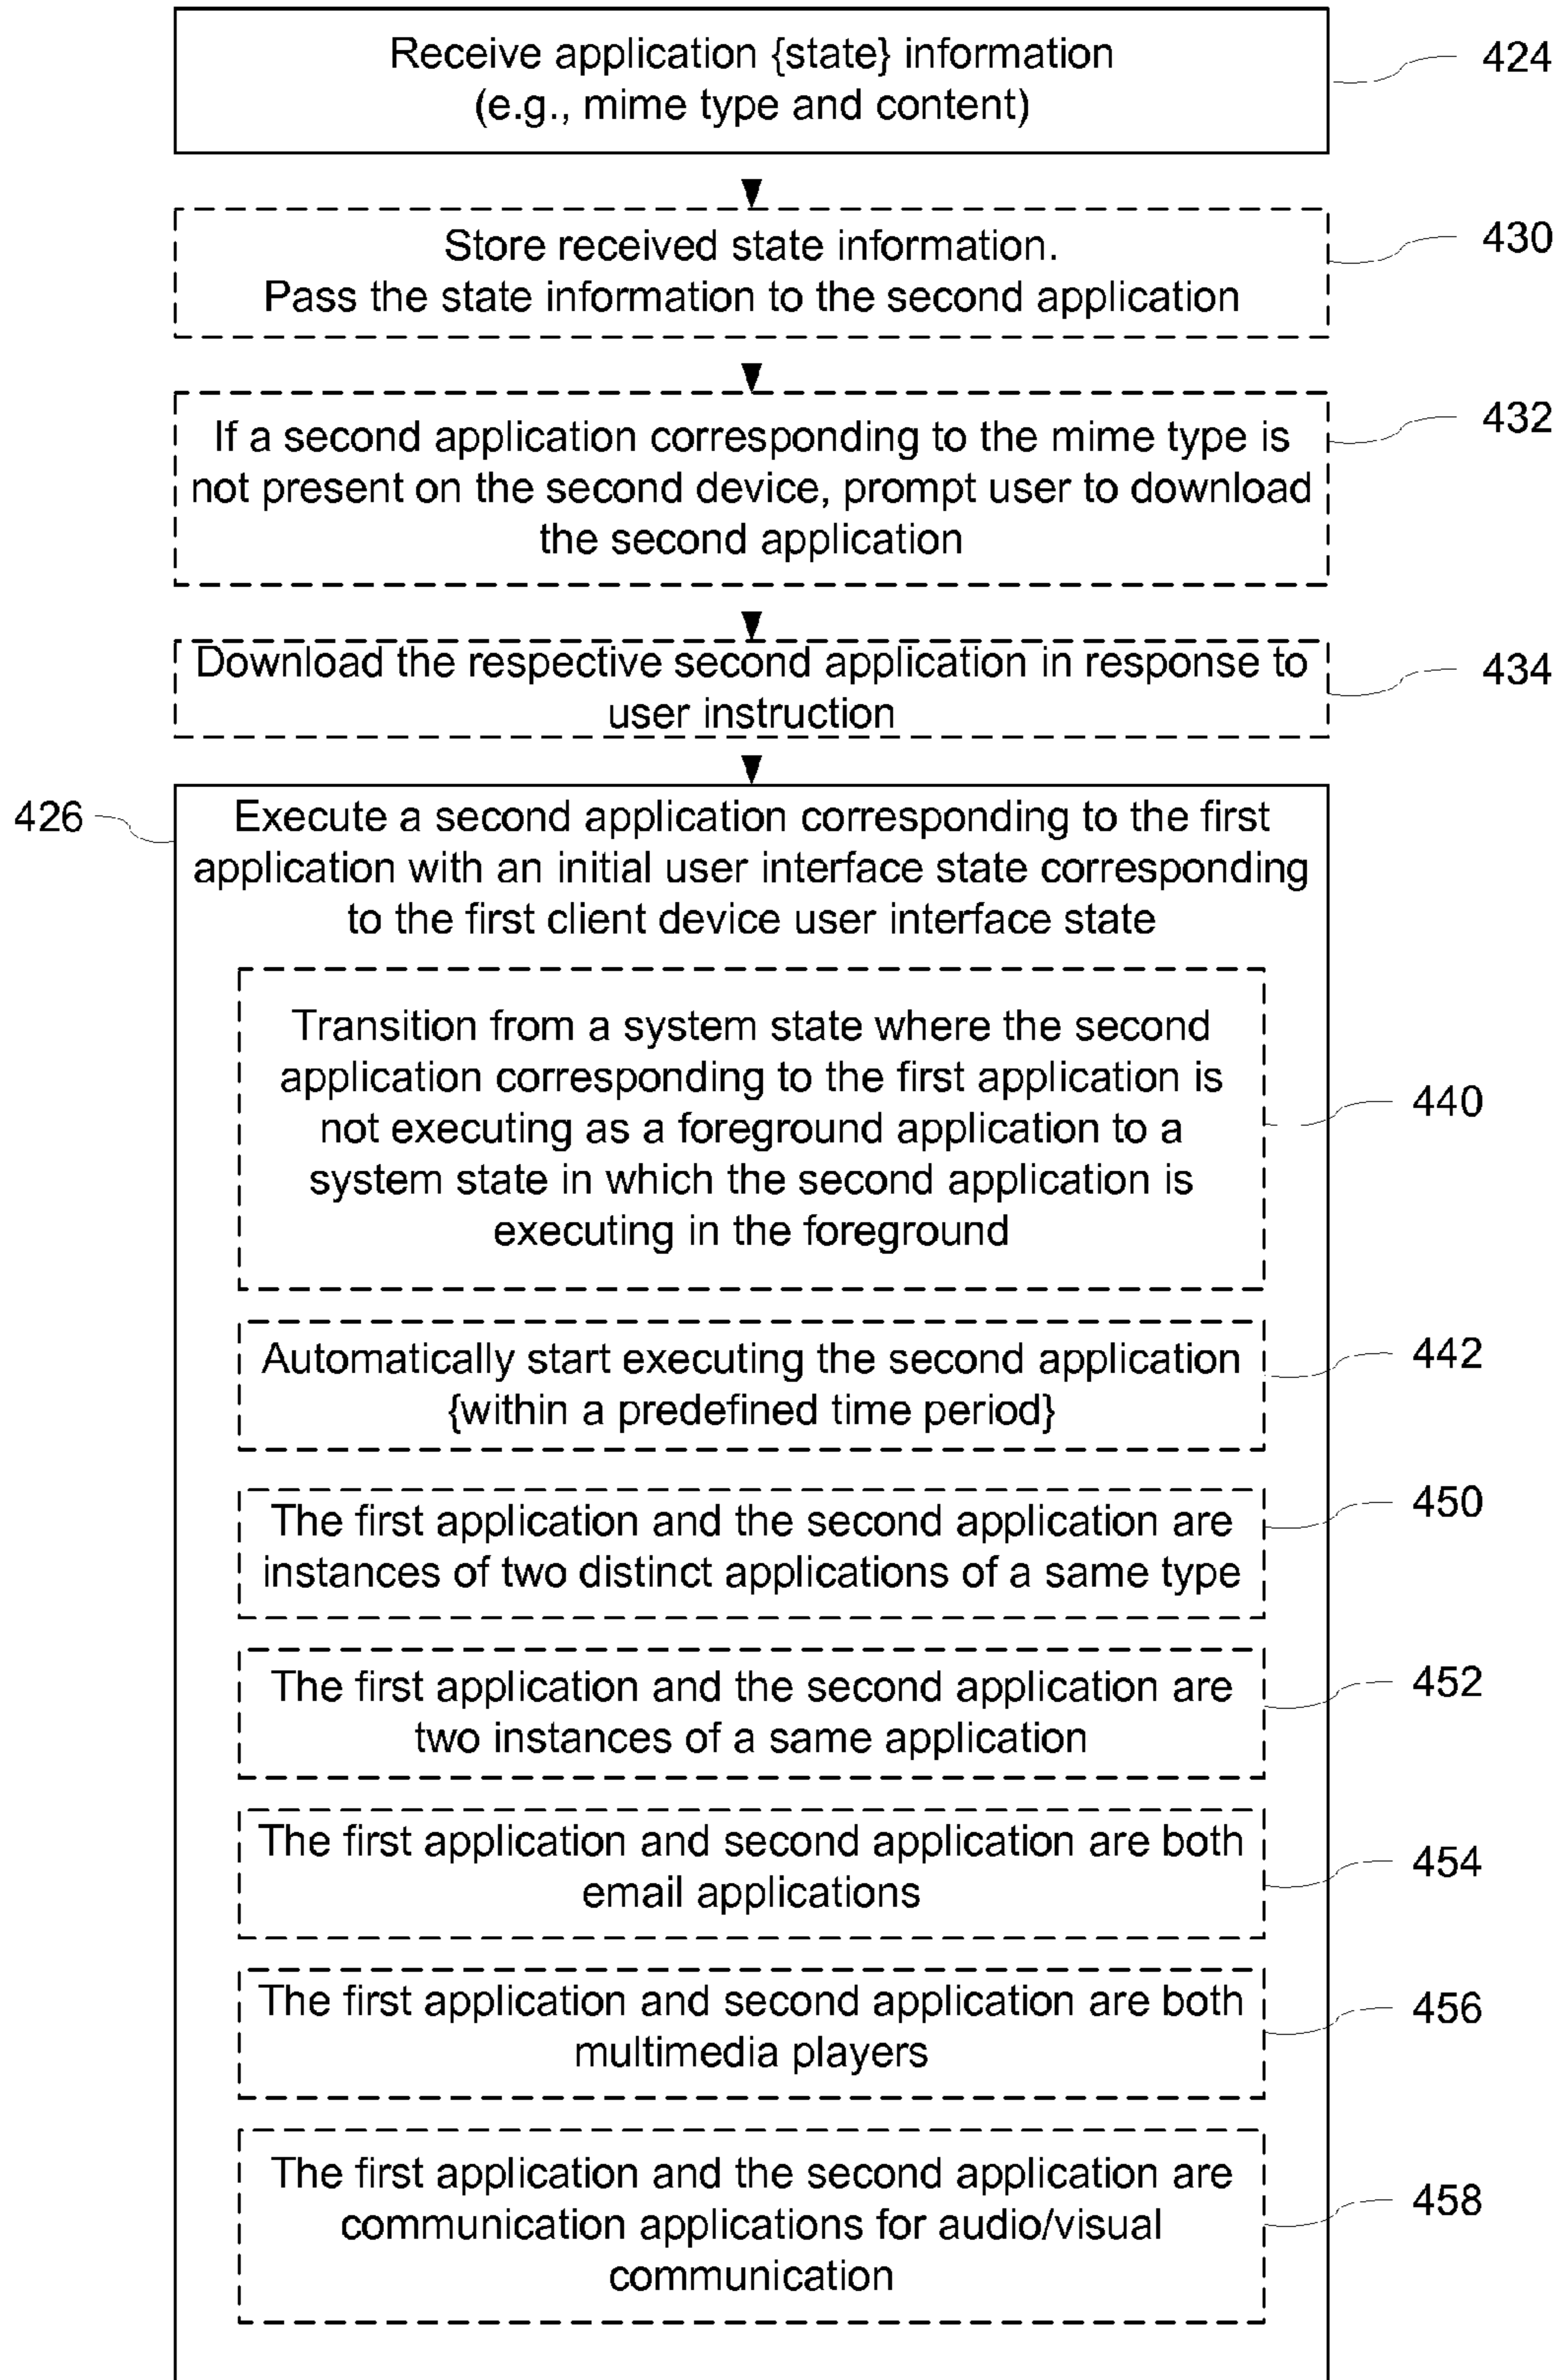 Receive application {state} information
(e.g., mime type and content)
424
Store received state information.
Pass the state information to the second application
430
If a second application corresponding to the mime type is
not present on the second device, prompt user to download
the second application
432
Download the respective second application in response to
user instruction
434
426
Execute a second application corresponding to the first
application with an initial user interface state corresponding
to the first client device user interface state
Transition from a system state where the second
application corresponding to the first application is
not executing as a foreground application to a
system state in which the second application is
executing in the foreground
440
Automatically start executing the second application
{within a predefined time period}
442
The first application and the second application are
instances of two distinct applications of a same type
450
The first application and the second application are
two instances of a same application
452
The first application and second application are both
email applications
454
The first application and second application are both
multimedia players
456
The first application and the second application are
communication applications for audio/visual
communication
458